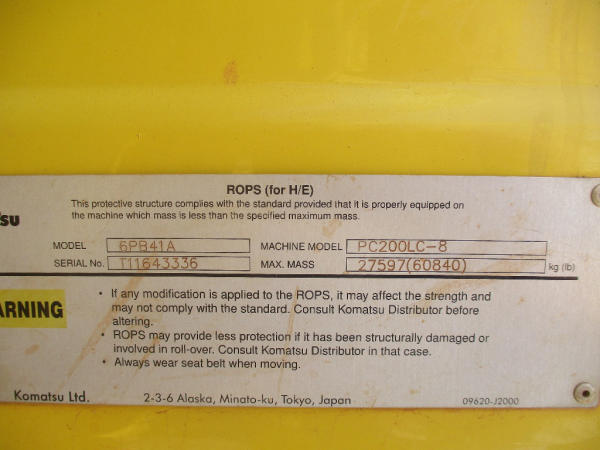 ROPS (for H/E)
This protective structure complies with the standard provided that it is properly equipped on
the machine which mass is less than the specified maximum mass.
tsu
MODEL 6PB41A MACHINE MODEL PC200LC-8
SERIAL No. T11643336 MAX. MASS 27597(60840) kg (lb)
ARNING
• If any modification is applied to the ROPS, it may affect the strength and
may not comply with the standard. Consult Komatsu Distributor before
altering.
• ROPS may provide less protection if it has been structurally damaged or
involved in roll-over. Consult Komatsu Distributor in that case.
• Always wear seat belt when moving.
Komatsu Ltd. 2-3-6 Alaska, Minato-ku, Tokyo, Japan 09620-J2000